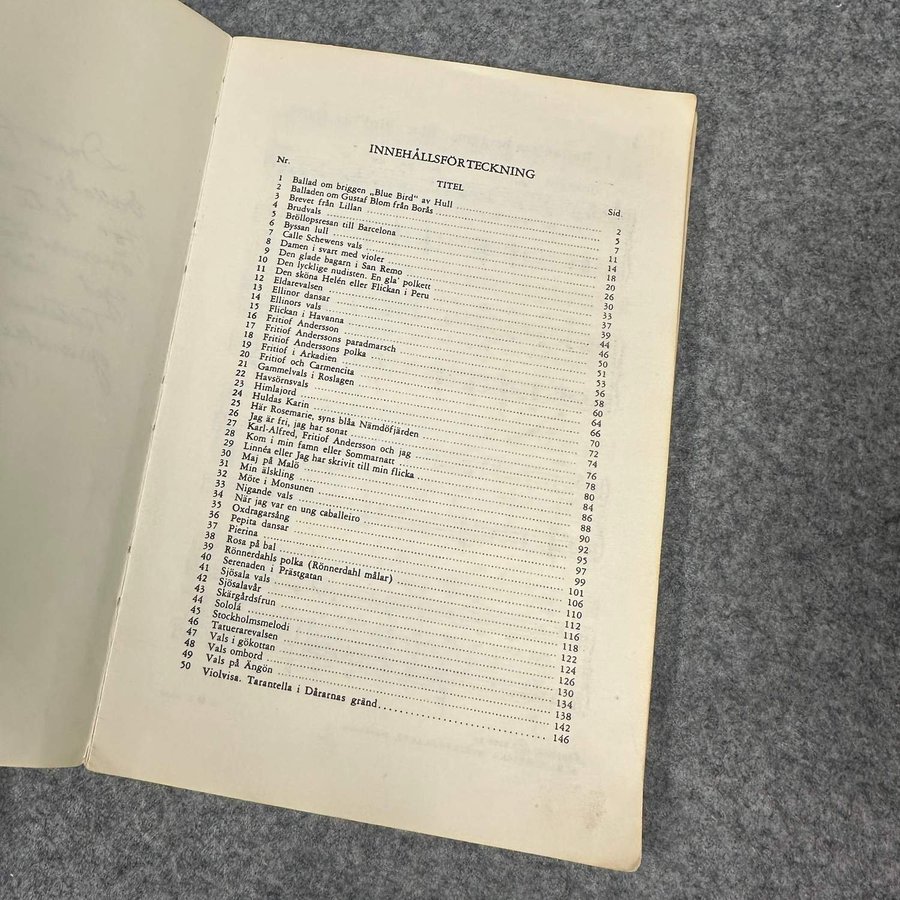 INNEHÅLLSFÖRTECKNING
Nr. TITEL Sid.
1 Ballad om briggen „Blue Bird“ av Hull 2
2 Balladen om Gustaf Blom från Borås 5
3 Brevet från Lillan 7
4 Brudvals 11
5 Bröllopsresan till Barcelona 14
6 Byssan lull 18
7 Calle Schewens vals 20
8 Damen i svart med violer 26
9 Den glade bagarn i San Remo 30
10 Den lycklige nudisten. En gla' polkett 33
11 Den sköna Helén eller Flickan i Peru 37
12 Eldarevalsen 39
13 Ellinor dansar 44
14 Ellinors vals 46
15 Flickan i Havanna 50
16 Fritiof Andersson 51
17 Fritiof Anderssons paradmarsch 53
18 Fritiof Anderssons polka 56
19 Fritiof i Arkadien 58
20 Fritiof och Carmencita 60
21 Gammelvals i Roslagen 64
22 Havsörnsvals 66
23 Himlajord 70
24 Huldas Karin 72
25 Här Rosemarie, syns blåa Nämdöfjärden 74
26 Jag är fri, jag har sonat 76
27 Karl-Alfred, Fritiof Andersson och jag 78
28 Kom i min famn eller Sommarnatt 80
29 Linnéa eller Jag har skrivit till min flicka 84
30 Maj på Malö 86
31 Min älskling 88
32 Möte i Monsunen 90
33 Nigande vals 92
34 När jag var en ung caballeiro 95
35 Oxdragarsång 97
36 Pepita dansar 99
37 Pierina 101
38 Rosa på bal 106
39 Rönnerdahls polka (Rönnerdahl målar) 110
40 Serenaden i Prästgatan 112
41 Sjösala vals 116
42 Sjösalavår 118
43 Skärgårdsfrun 122
44 Sololá 124
45 Stockholmsmelodi 126
46 Tatuerarevalsen 130
47 Vals i gökottan 134
48 Vals ombord 138
49 Vals på Ängön 142
50 Violvisa. Tarantella i Dårarnas gränd 146